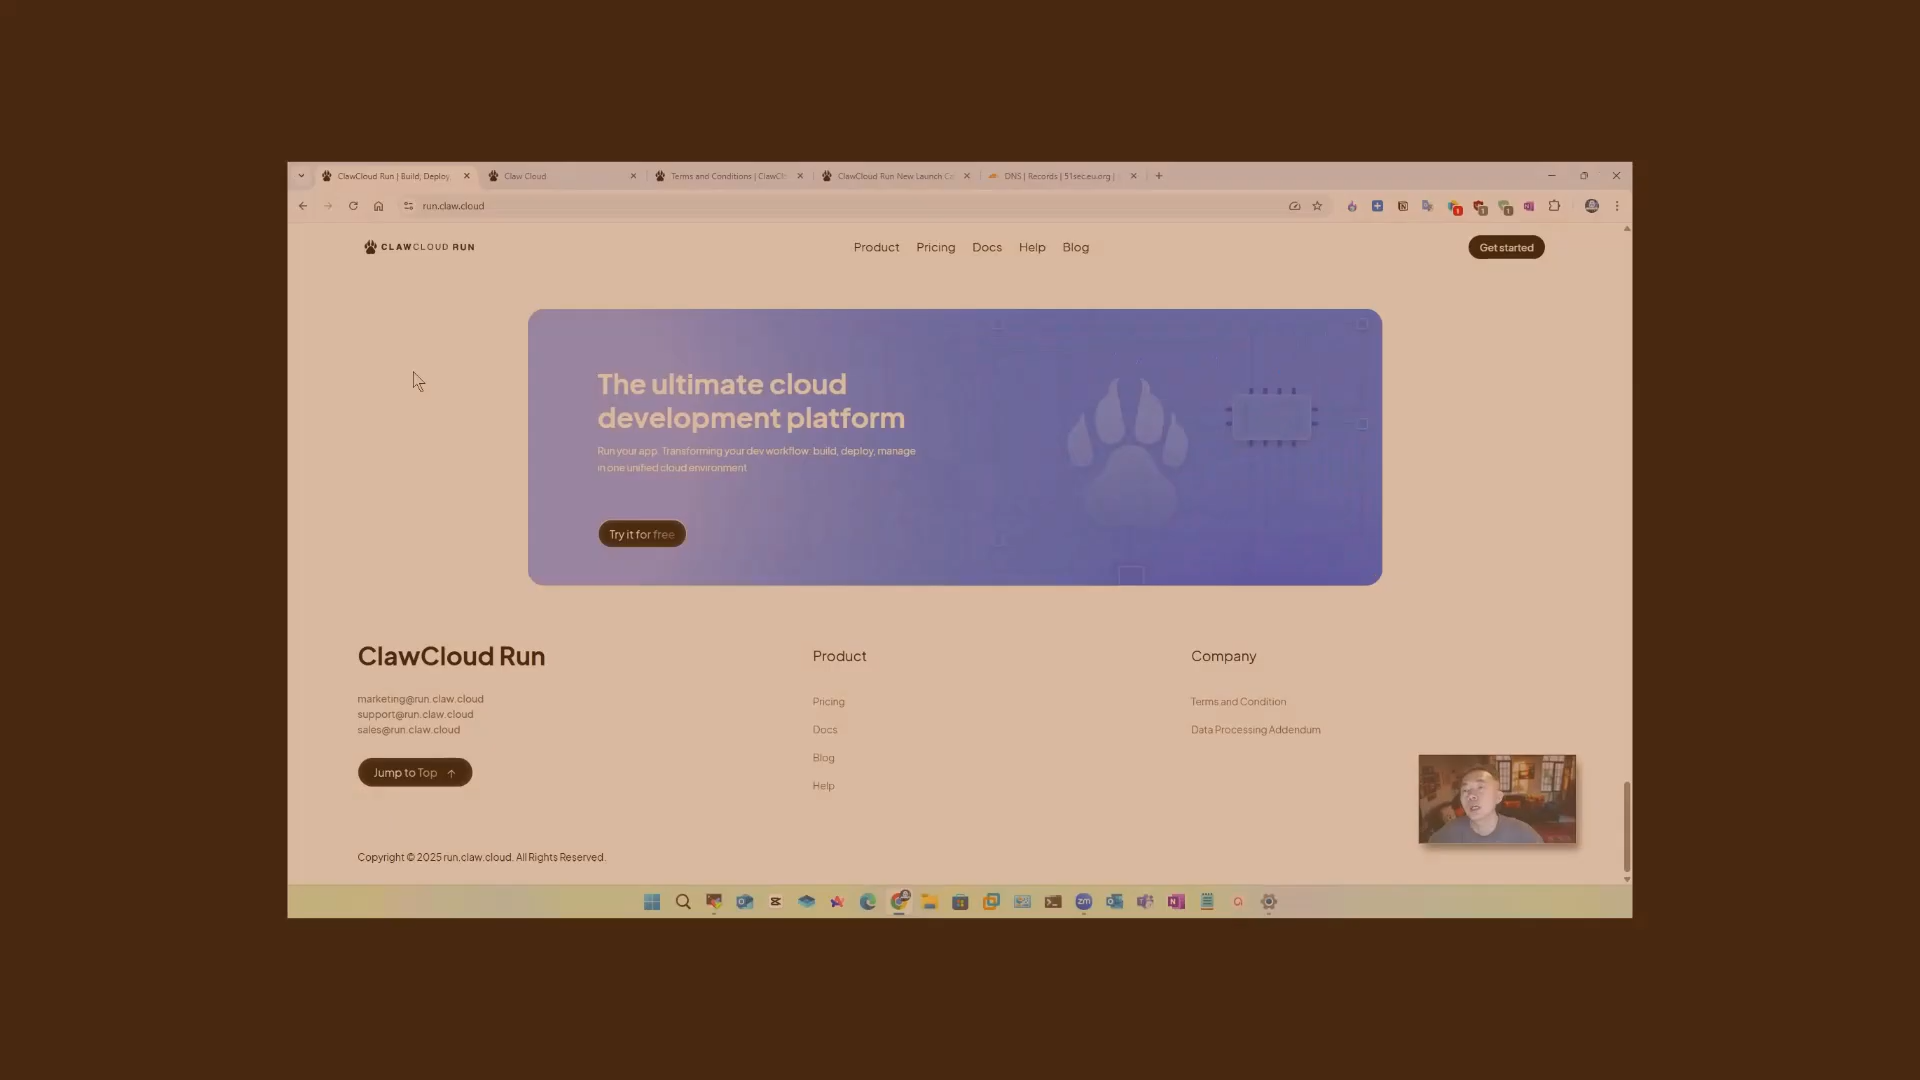 ClawCloud Run | Build, Deploy,
Claw Cloud
Terms and Conditions | ClawCl
ClawCloud Run New Launch C
DNS | Records | 51sec.eu.org |
run.claw.cloud
1
1
1
CLAWCLOUD RUN
Product
Pricing
Docs
Help
Blog
Get started
The ultimate cloud
development platform
Run your app. Transforming your dev workflow: build, deploy, manage
in one unified cloud environment
Try it for free
ClawCloud Run
marketing@run.claw.cloud
support@run.claw.cloud
sales@run.claw.cloud
Jump to Top ↑
Product
Pricing
Docs
Blog
Help
Company
Terms and Condition
Data Processing Addendum
Copyright © 2025 run.claw.cloud. All Rights Reserved.
zm